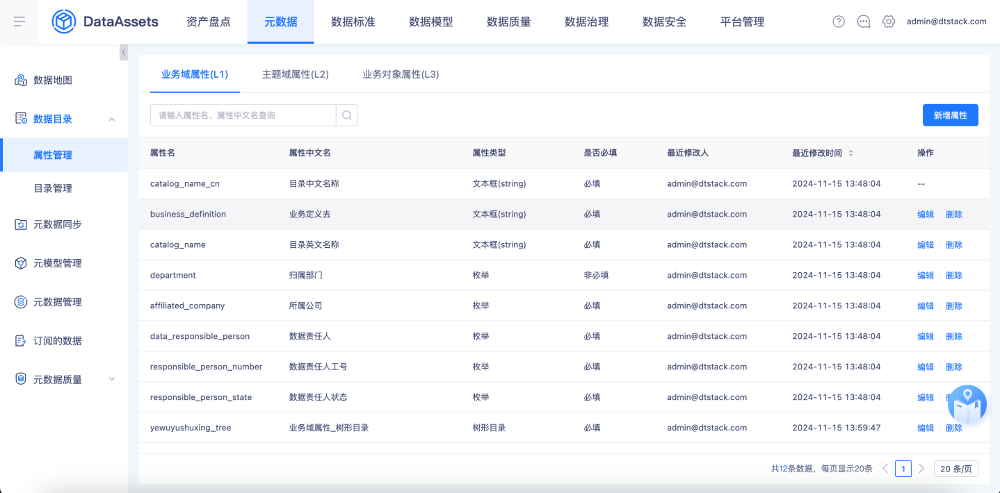 DataAssets 资产盘点 元数据 数据标准 数据模型 数据质量 数据治理 数据安全 平台管理 admin@dtstack.com
数据地图
数据目录
属性管理
目录管理
元数据同步
元模型管理
元数据管理
订阅的数据
元数据质量
业务域属性(L1) 主题域属性(L2) 业务对象属性(L3)
请输入属性名、属性中文名查询 新增属性
属性名 属性中文名 属性类型 是否必填 最近修改人 最近修改时间 操作
catalog_name_cn 目录中文名称 文本框(string) 必填 admin@dtstack.com 2024-11-15 13:48:04 --
business_definition 业务定义去 文本框(string) 必填 admin@dtstack.com 2024-11-15 13:48:04 编辑 删除
catalog_name 目录英文名称 文本框(string) 必填 admin@dtstack.com 2024-11-15 13:48:04 编辑 删除
department 归属部门 枚举 非必填 admin@dtstack.com 2024-11-15 13:48:04 编辑 删除
affiliated_company 所属公司 枚举 必填 admin@dtstack.com 2024-11-15 13:48:04 编辑 删除
data_responsible_person 数据责任人 枚举 必填 admin@dtstack.com 2024-11-15 13:48:04 编辑 删除
responsible_person_number 数据责任人工号 枚举 必填 admin@dtstack.com 2024-11-15 13:48:04 编辑 删除
responsible_person_state 数据责任人状态 枚举 必填 admin@dtstack.com 2024-11-15 13:48:04 编辑
yewuyushuxing_tree 业务域属性_树形目录 树形目录 必填 admin@dtstack.com 2024-11-15 13:59:47 编辑 删除
共12条数据，每页显示20条 1 20 条/页